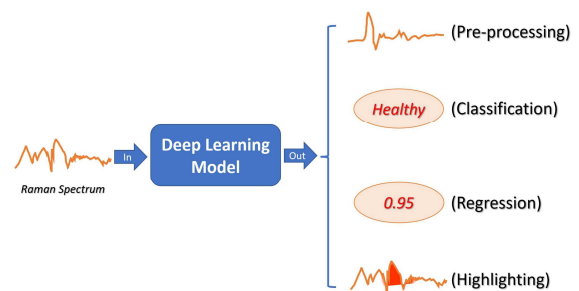 (Pre-processing)
Healthy
(Classification)
Deep Learning
Model
In
Out
Raman Spectrum
0.95
(Regression)
(Highlighting)